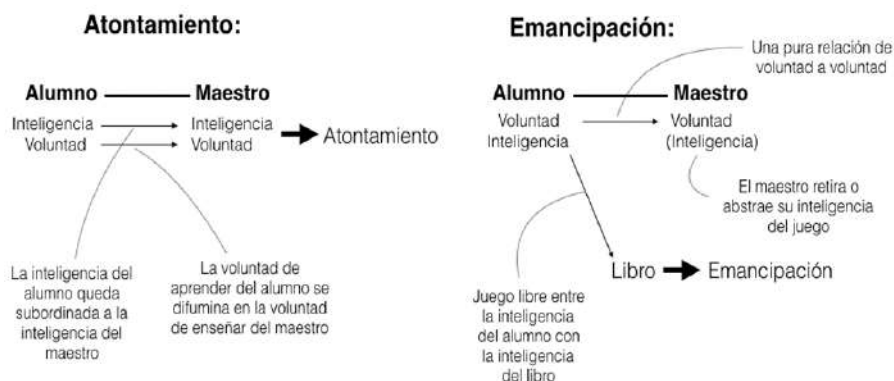 Atontamiento:
Alumno Maestro
Inteligencia Inteligencia
Voluntad Voluntad
Atontamiento
La inteligencia del
alumno queda
subordinada a la
inteligencia del
maestro
La voluntad de
aprender del alumno se
difumina en la voluntad
de enseñar del maestro
Emancipación:
Una pura relación de
voluntad a voluntad
Alumno Maestro
Voluntad Voluntad
Inteligencia (Inteligencia)
El maestro retira o
abstrae su inteligencia
del juego
Libro Emancipación
Juego libre entre
la inteligencia
del alumno con
la inteligencia
del libro